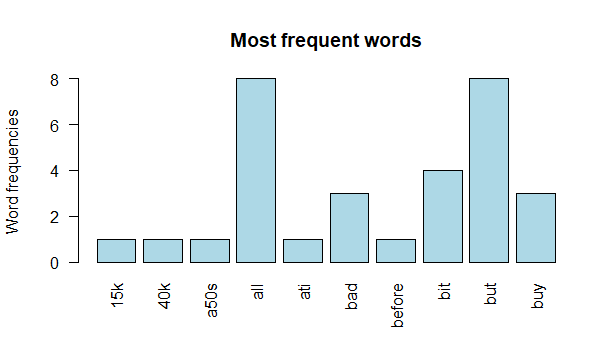 Most frequent words
Word frequencies
8
6
4
2
0
15k
40k
a50s
all
ati
bad
before
bit
but
buy